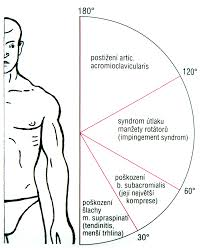 180°
postižení artic.
acromioclavicularis
120°
syndrom útlaku
manžety rotátorů
(impingement syndrom)
poškození
b. subacromialis
(její největší
komprese)
60°
poškození
šlachy
m. supraspinati
(tendinitis,
menší trhlina)
30°